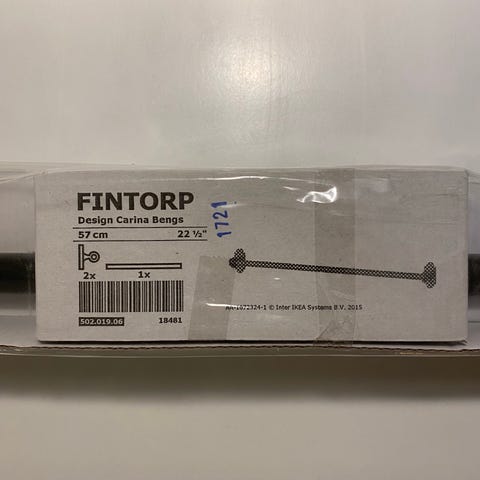 FINTORP
Design Carina Bengs
57 cm 22 ½"
1721
2x 1x
AA-1672324-1 © Inter IKEA Systems B.V. 2015
502.019.06 18481